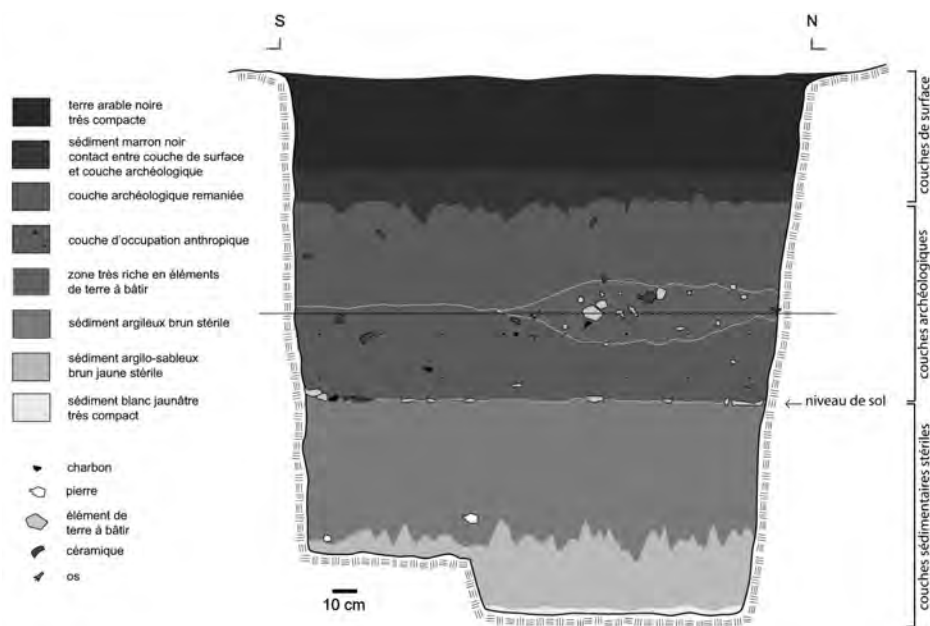 S
N
terre arable noire
très compacte
sédiment marron noir
contact entre couche de surface
et couche archéologique
couche archéologique remaniée
couche d'occupation anthropique
zone très riche en éléments
de terre à bâtir
sédiment argileux brun stérile
sédiment argilo-sableux
brun jaune stérile
sédiment blanc jaunâtre
très compact
charbon
pierre
élément de
terre à bâtir
céramique
os
10 cm
niveau de sol
couches de surface
couches archéologiques
couches sédimentaires stériles